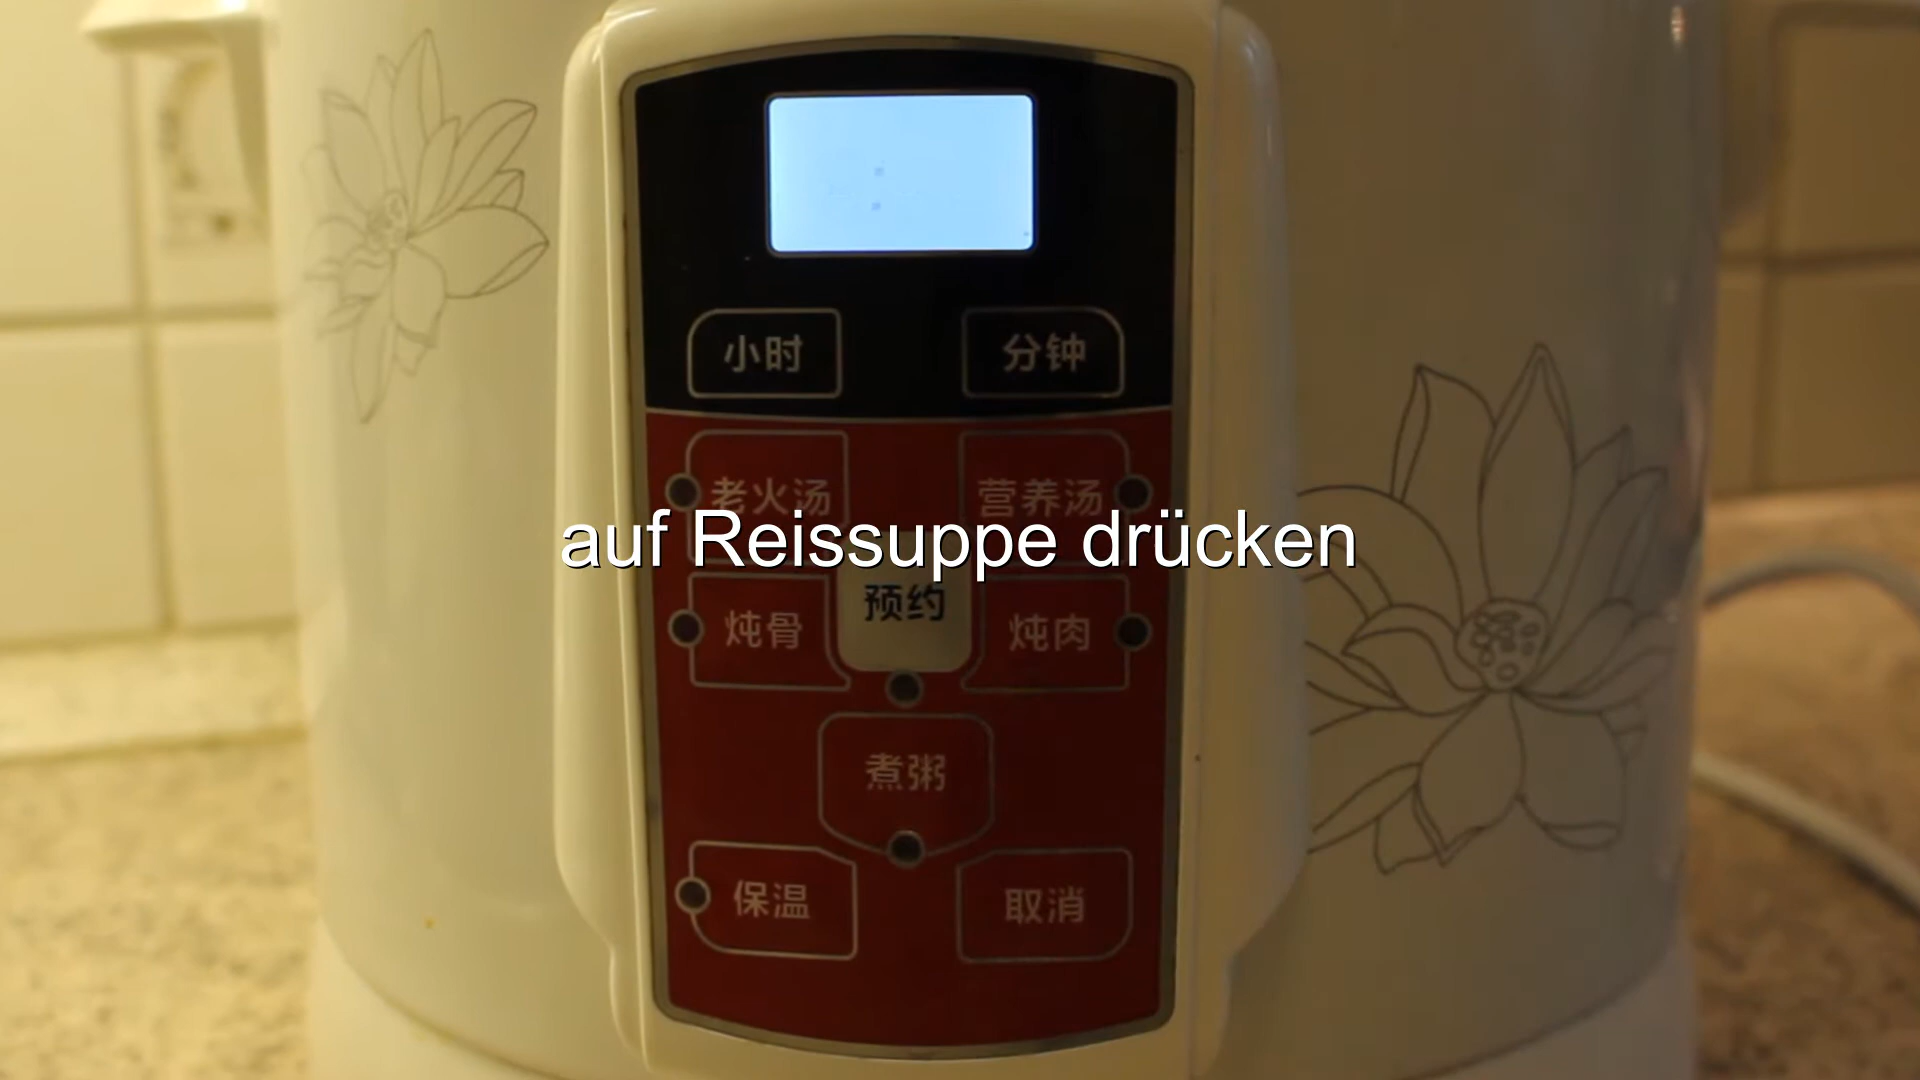 小时
分钟
老火汤
营养汤
auf Reissuppe drücken
预约
炖骨
炖肉
煮粥
保温
取消